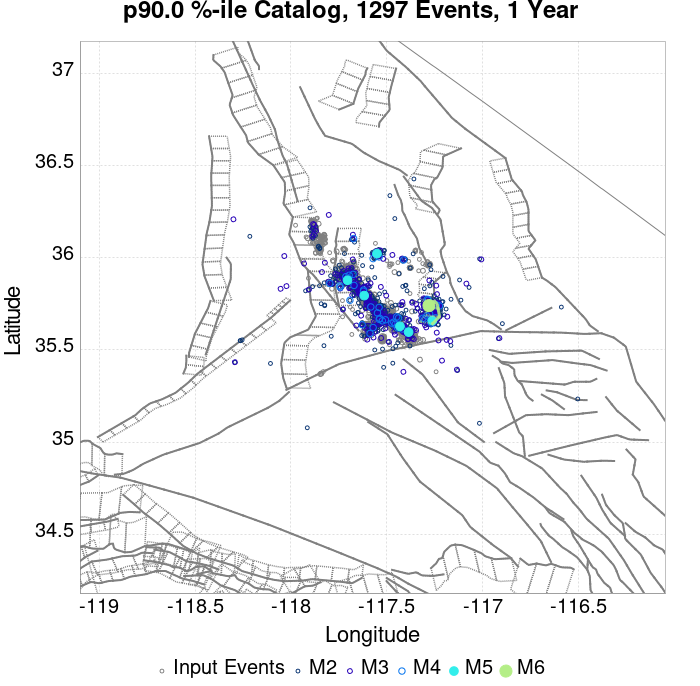 p90.0 %-ile Catalog, 1297 Events, 1 Year
37
36.5
36
35.5
35
34.5
Latitude
-119
-118.5
-118
-117.5
-117
-116.5
Longitude
Input Events
M2
M3
M4
M5
M6